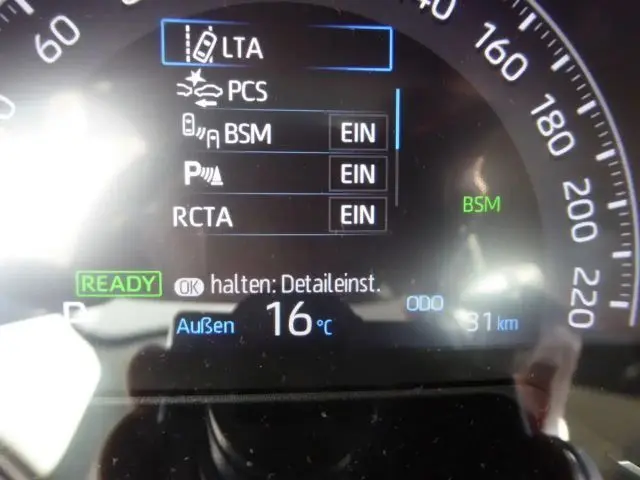 60
140
160
180
200
220
LTA
PCS
BSM EIN
P EIN
RCTA EIN
BSM
READY
OK halten: Detaileinst.
Außen 16 °C
ODO
31 km